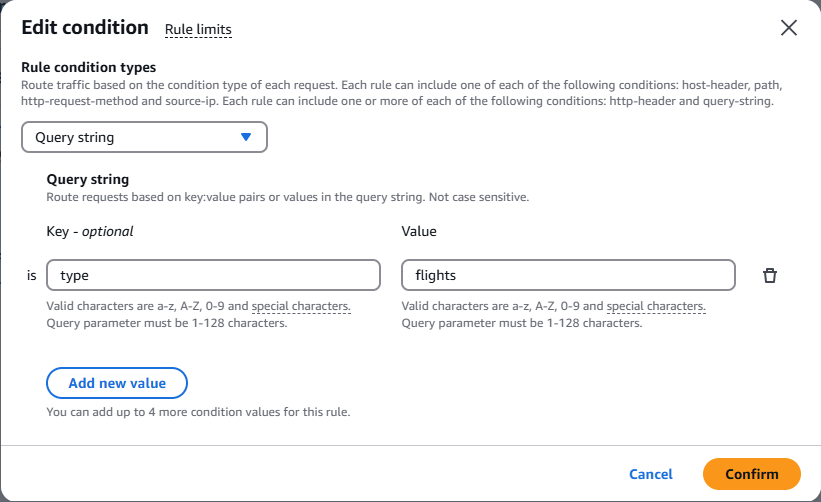 Edit condition Rule limits
Rule condition types
Route traffic based on the condition type of each request. Each rule can include one of each of the following conditions: host-header, path,
http-request-method and source-ip. Each rule can include one or more of each of the following conditions: http-header and query-string.
Query string
Query string
Route requests based on key:value pairs or values in the query string. Not case sensitive.
Key - optional Value
is type flights
Valid characters are a-z, A-Z, 0-9 and special characters. Valid characters are a-z, A-Z, 0-9 and special characters.
Query parameter must be 1-128 characters. Query parameter must be 1-128 characters.
Add new value
You can add up to 4 more condition values for this rule.
Cancel Confirm